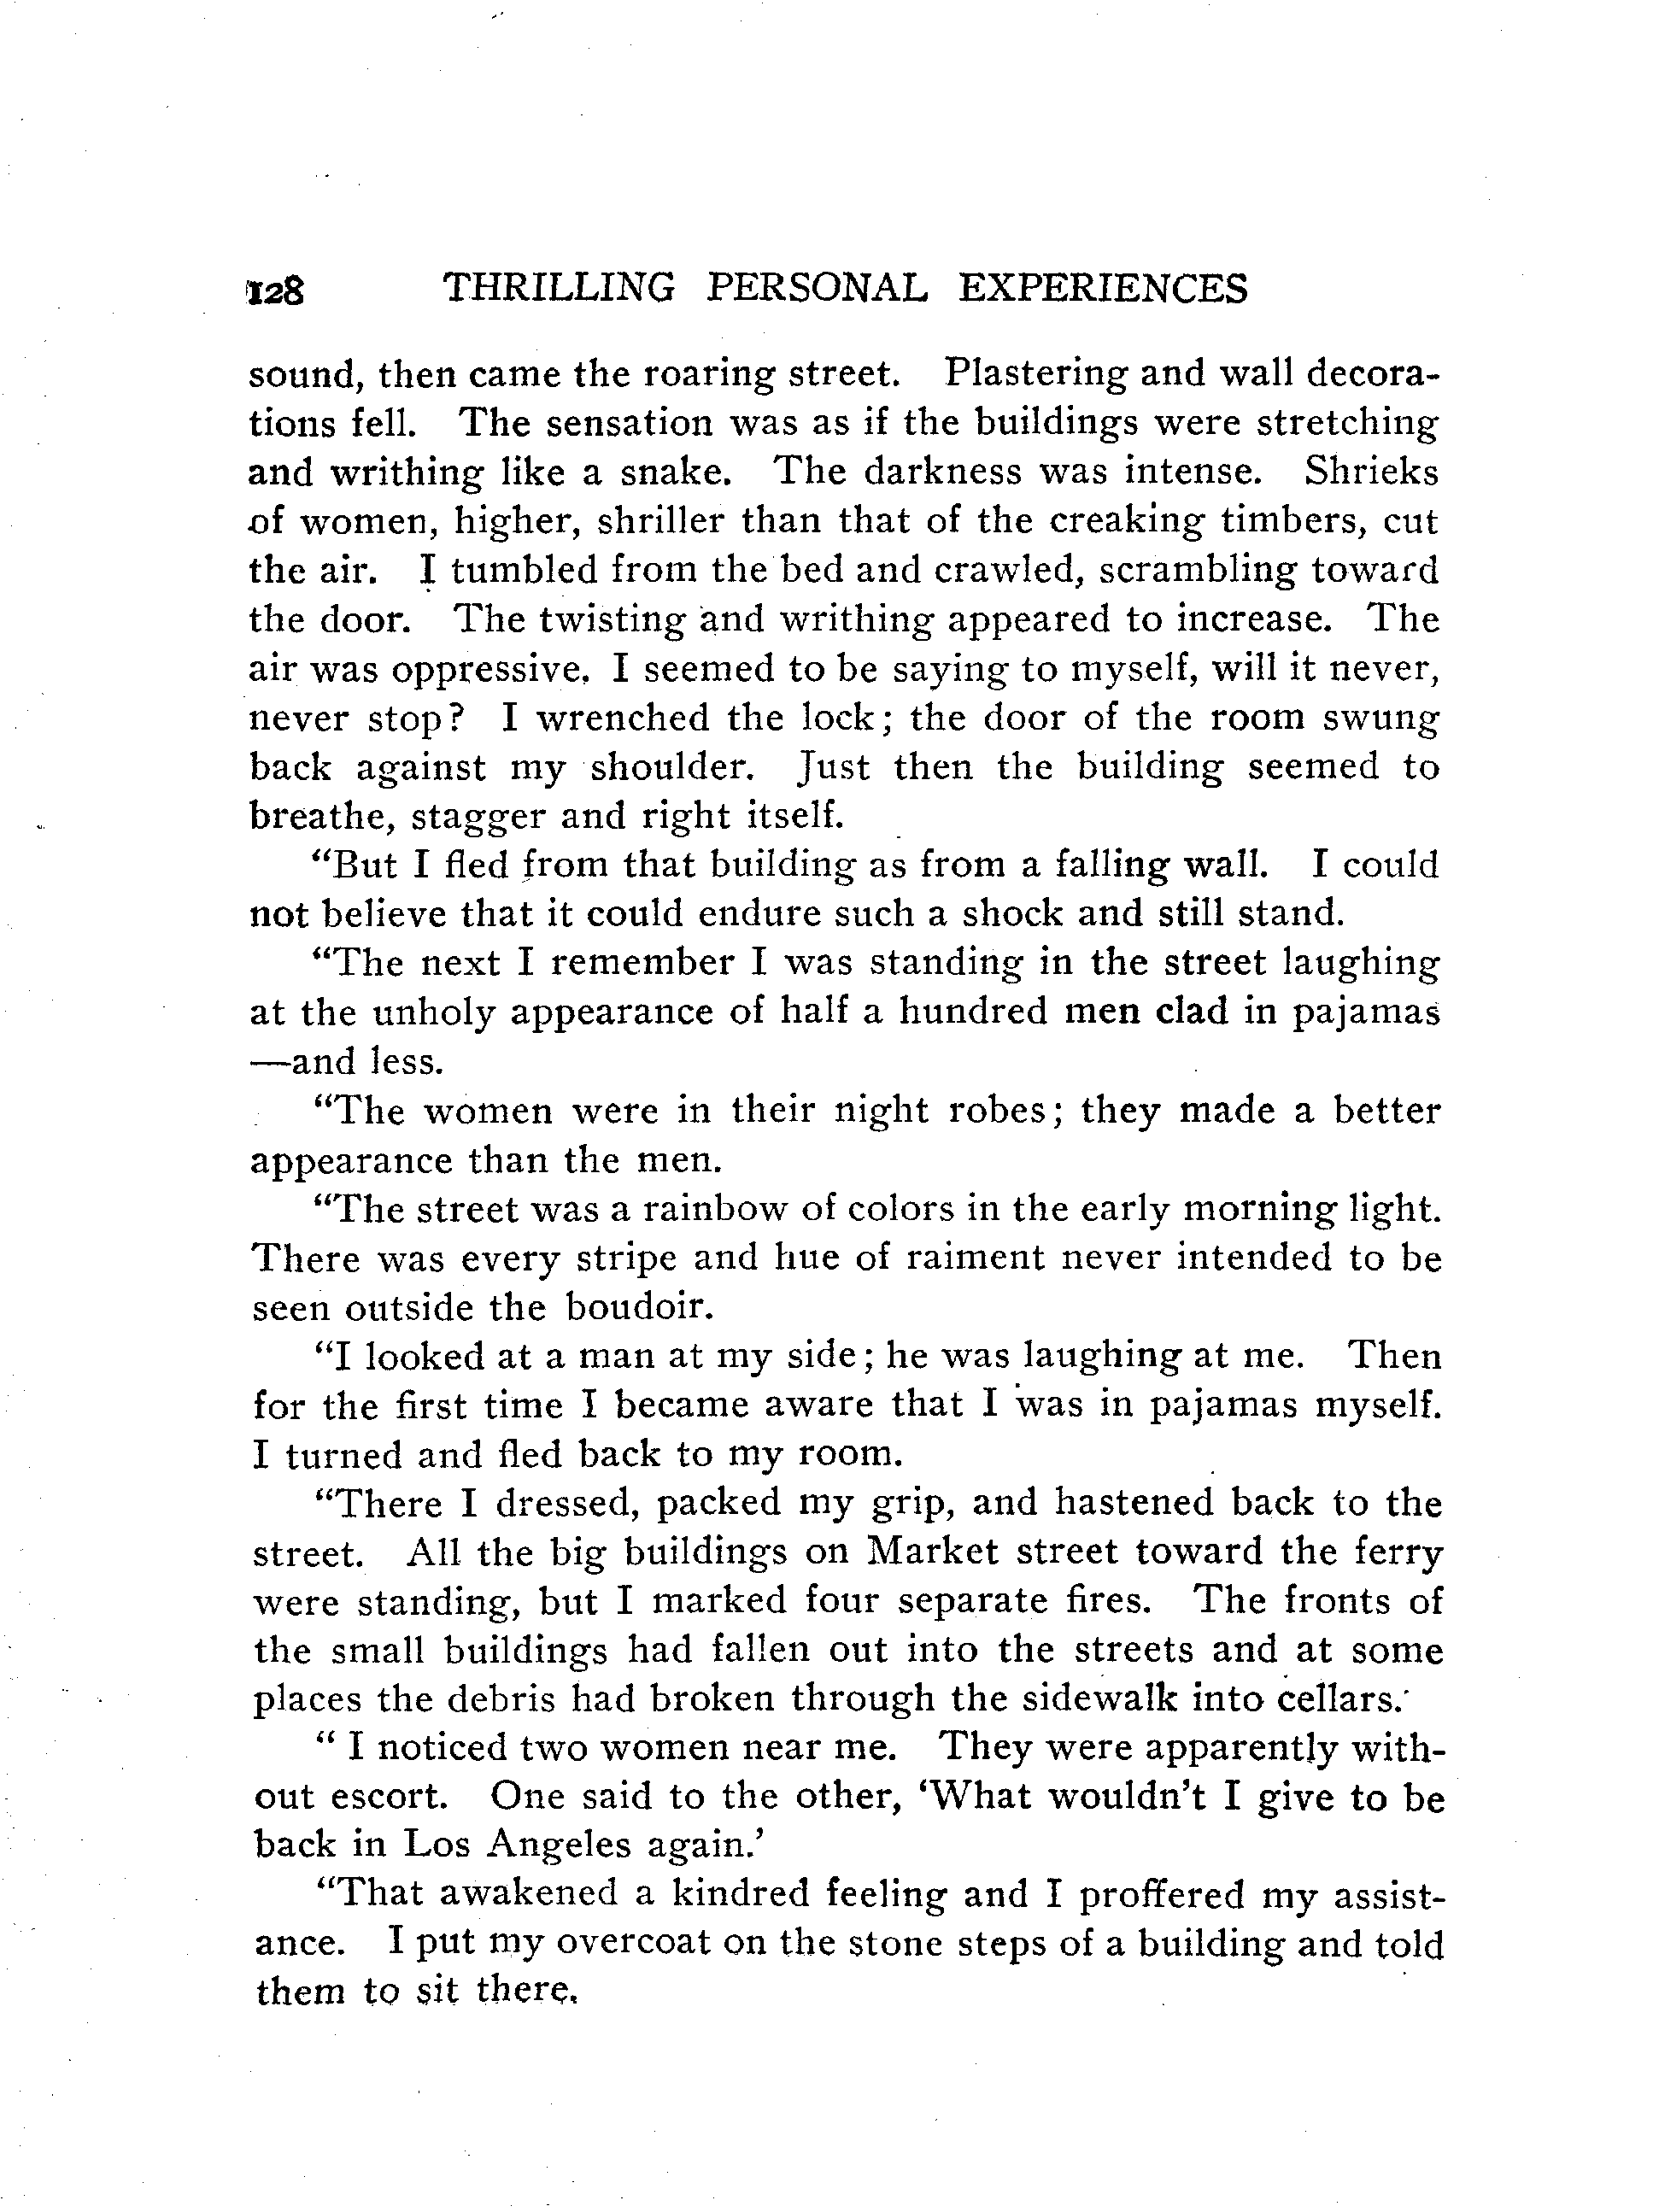 128 THRILLING PERSONAL EXPERIENCES
sound, then came the roaring street. Plastering and wall decora-
tions fell. The sensation was as if the buildings were stretching
and writhing like a snake. The darkness was intense. Shrieks
of women, higher, shriller than that of the creaking timbers, cut
the air. I tumbled from the bed and crawled, scrambling toward
the door. The twisting and writhing appeared to increase. The
air was oppressive. I seemed to be saying to myself, will it never,
never stop? I wrenched the lock; the door of the room swung
back against my shoulder. Just then the building seemed to
breathe, stagger and right itself.
“But I fled from that building as from a falling wall. I could
not believe that it could endure such a shock and still stand.
“The next I remember I was standing in the street laughing
at the unholy appearance of half a hundred men clad in pajamas
—and less.
“The women were in their night robes; they made a better
appearance than the men.
“The street was a rainbow of colors in the early morning light.
There was every stripe and hue of raiment never intended to be
seen outside the boudoir.
“I looked at a man at my side; he was laughing at me. Then
for the first time I became aware that I was in pajamas myself.
I turned and fled back to my room.
“There I dressed, packed my grip, and hastened back to the
street. All the big buildings on Market street toward the ferry
were standing, but I marked four separate fires. The fronts of
the small buildings had fallen out into the streets and at some
places the debris had broken through the sidewalk into cellars.
“ I noticed two women near me. They were apparently with-
out escort. One said to the other, ‘What wouldn’t I give to be
back in Los Angeles again.’
“That awakened a kindred feeling and I proffered my assist-
ance. I put my overcoat on the stone steps of a building and told
them to sit there.